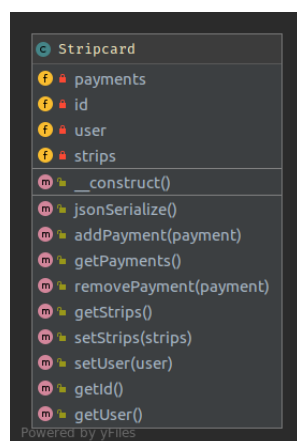 C Stripcard
f payments
f id
f user
f strips
m __construct()
m jsonSerialize()
m addPayment(payment)
m getPayments()
m removePayment(payment)
m getStrips()
m setStrips(strips)
m setUser(user)
m getId()
m getUser()
Powered by yFiles